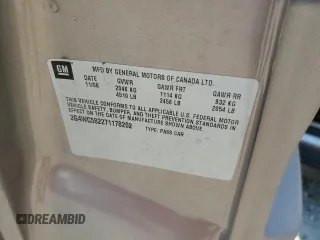 GM
MFD BY GENERAL MOTORS OF CANADA LTD.
DATE GVWR GAWR FRT GAWR RR
11/06 2046 KG 1114 KG 932 KG
4510 LB 2456 LB 2054 LB
THIS VEHICLE CONFORMS TO ALL APPLICABLE U.S. FEDERAL MOTOR
VEHICLE SAFETY, BUMPER, AND THEFT PREVENTION STANDARDS
IN EFFECT ON THE DATE OF MANUFACTURE SHOWN ABOVE.
2G4WC582271178202 TYPE: PASS CAR
DREAMBID